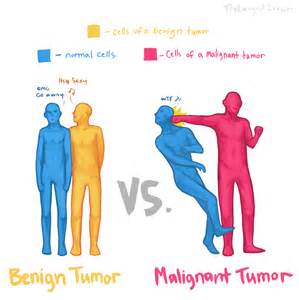 - cells of a benign tumor
- normal cells
- cells of a Malignant tumor
OMG
Go away
Hey Sexy
WTF ?!
VS.
Benign Tumor
Malignant Tumor